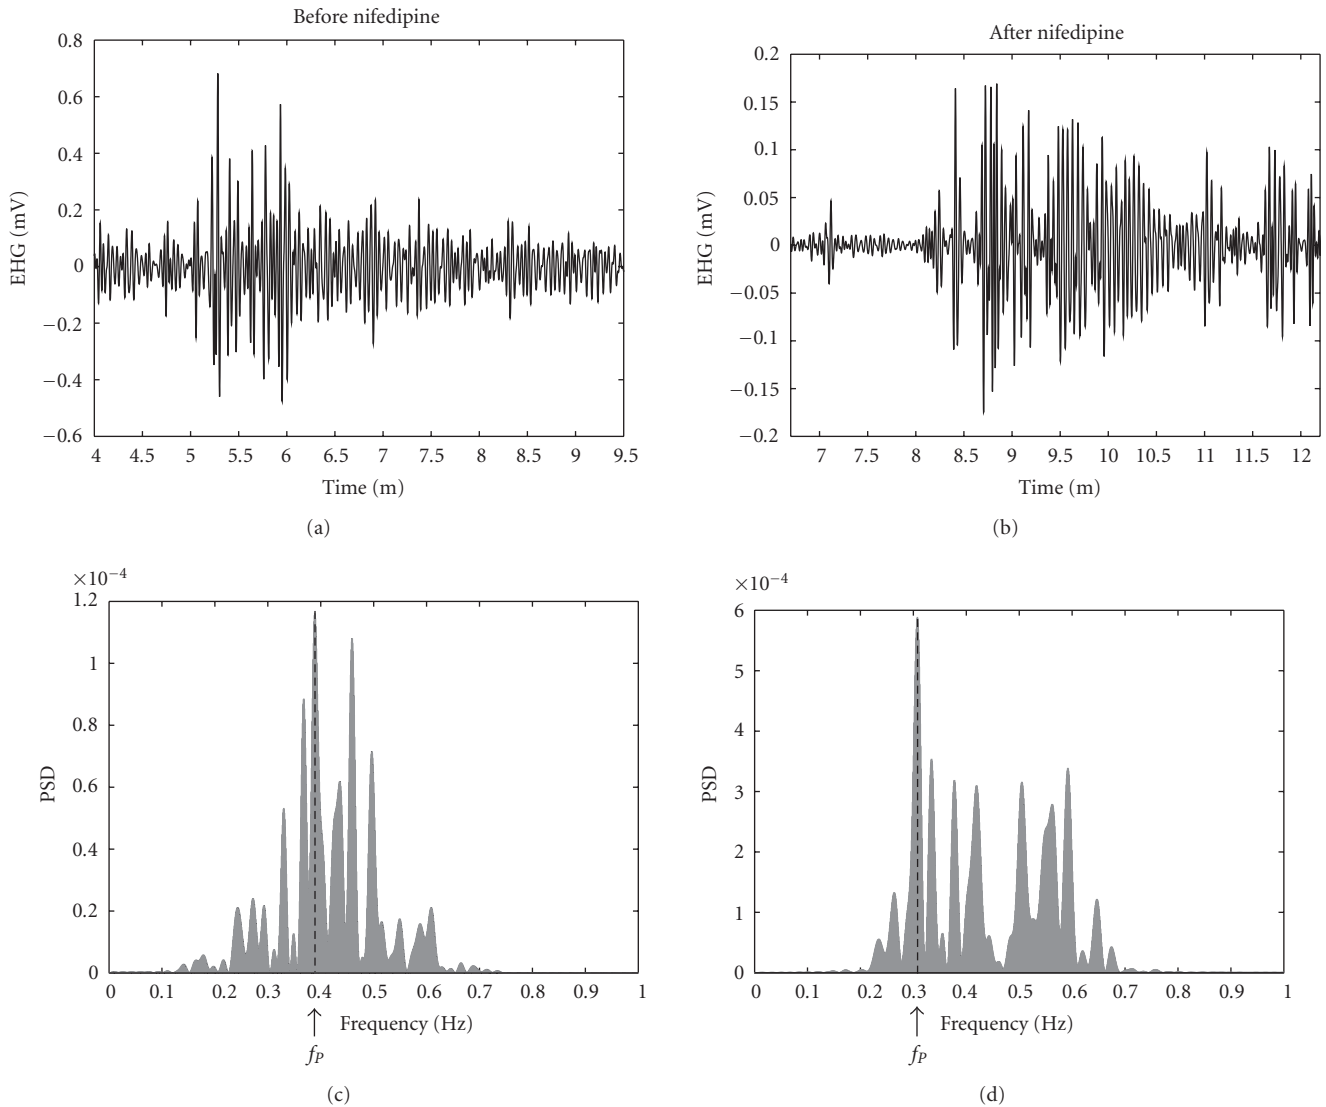 Before nifedipine
0.8
0.6
0.4
0.2
0
−0.2
−0.4
−0.6
EHG (mV)
4 4.5 5 5.5 6 6.5 7 7.5 8 8.5 9 9.5
Time (m)
(a)
After nifedipine
0.2
0.15
0.1
0.05
0
−0.05
−0.1
−0.15
−0.2
EHG (mV)
7 7.5 8 8.5 9 9.5 10 10.5 11 11.5 12
Time (m)
(b)
×10−4
1.2
1
0.8
0.6
0.4
0.2
0
PSD
0 0.1 0.2 0.3 0.4 0.5 0.6 0.7 0.8 0.9 1
Frequency (Hz)
fP
(c)
×10−4
6
5
4
3
2
1
0
PSD
0 0.1 0.2 0.3 0.4 0.5 0.6 0.7 0.8 0.9 1
Frequency (Hz)
fP
(d)